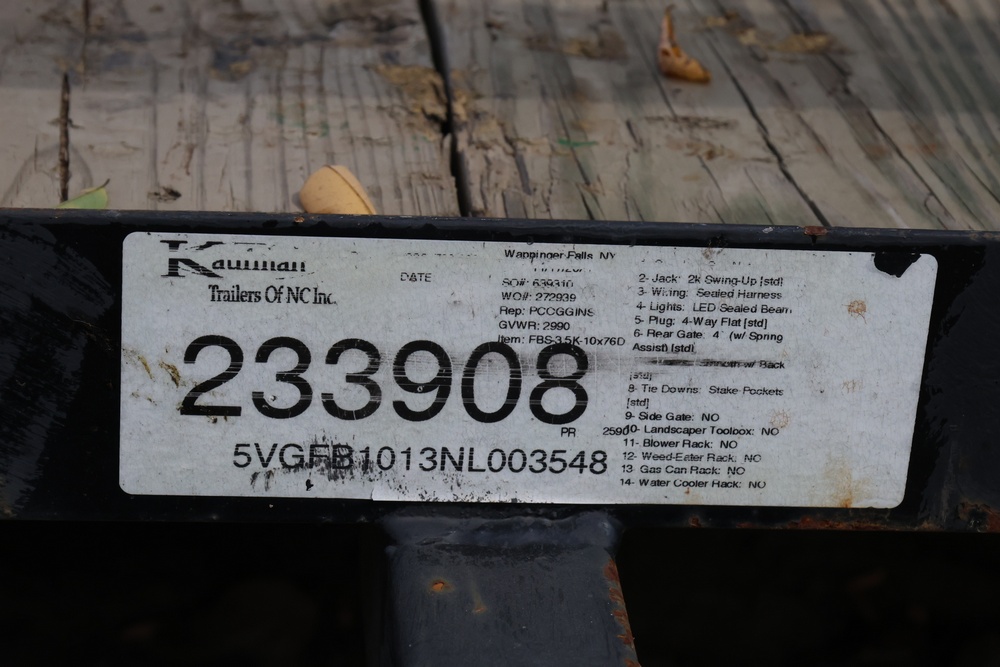 Kaufman
Trailers Of NC Inc.
DATE
Wappinger Falls NY
SO#: 639310
WO#: 272939
Rep: PCCGGINS
GVWR: 2990
Item: FBS-3.5K-10x76D
233908
PR 2590
5VGFB1013NL003548
2- Jack: 2k Swing-Up [std]
3- Wiring: Sealed Harness
4- Lights: LED Sealed Beam
5- Plug: 4-Way Flat [std]
6- Rear Gate: 4' (w/ Spring
Assist) [std]
Smooth w/ Back
[std]
8- Tie Downs: Stake Pockets
[std]
9- Side Gate: NO
10- Landscaper Toolbox: NO
11- Blower Rack: NO
12- Weed-Eater Rack: NO
13- Gas Can Rack: NO
14- Water Cooler Rack: NO